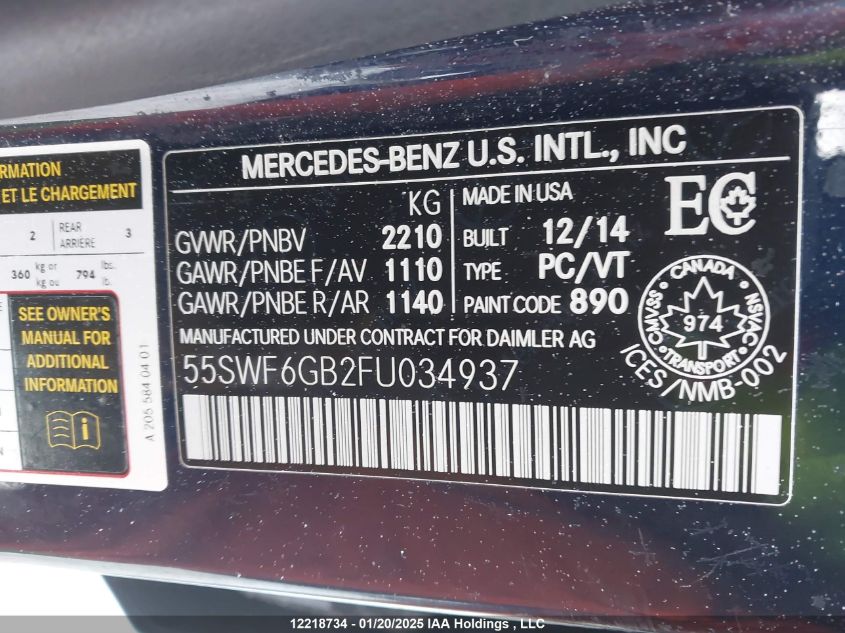 RMATION
ET LE CHARGEMENT
2 REAR ARRIÈRE 3
360 kg or kg ou 794 lbs. lb.
SEE OWNER'S
MANUAL FOR
ADDITIONAL
INFORMATION
i
N
A 205 584 04 01
MERCEDES-BENZ U.S. INTL., INC
KG
GVWR/PNBV 2210
GAWR/PNBE F/AV 1110
GAWR/PNBE R/AR 1140
MADE IN USA
BUILT 12/14
TYPE PC/VT
PAINT CODE 890
EC
MANUFACTURED UNDER CONTRACT FOR DAIMLER AG
55SWF6GB2FU034937
CANADA
CMVSS 974 NSVAC
TRANSPORT
ICES/NMB-002
12218734 - 01/20/2025 IAA Holdings, LLC